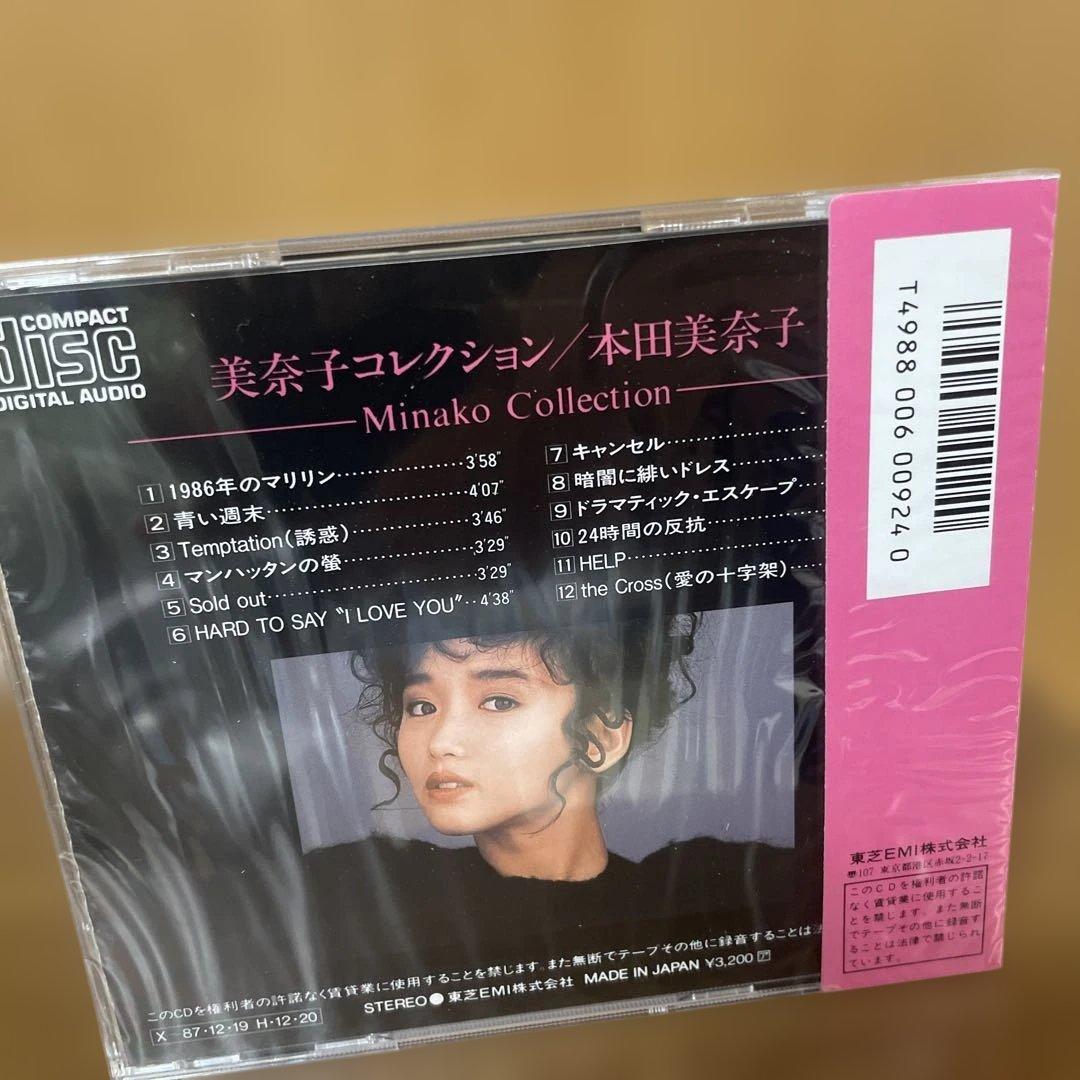 COMPACT
disc
DIGITAL AUDIO
美奈子コレクション/本田美奈子
Minako Collection
1 1986年のマリリン………………3′58″
2 青い週末………………………4′07″
3 Temptation(誘惑)……………3′46″
4 マンハッタンの螢………………3′29″
5 Sold out………………………3′29″
6 HARD TO SAY “I LOVE YOU”‥4′38″
7 キャンセル………………
8 暗闇に緋いドレス…………
9 ドラマティック・エスケープ……
10 24時間の反抗……………
11 HELP……………………
12 the Cross(愛の十字架)……
このCDを権利者の許諾なく賃貸業に使用することを禁じます。また無断でテープその他に録音することは法
STEREO●東芝EMI株式会社 MADE IN JAPAN ¥3,200
X-87・12・19 H・12・20
T4988 006 00924 0
東芝EMI株式会社
107 東京都港区赤坂2-2-17
このCDを権利者の許諾
なく賃貸業に使用するこ
とを禁じます。また無断
でテープその他に録音す
ることは法律で禁じられ
ています。